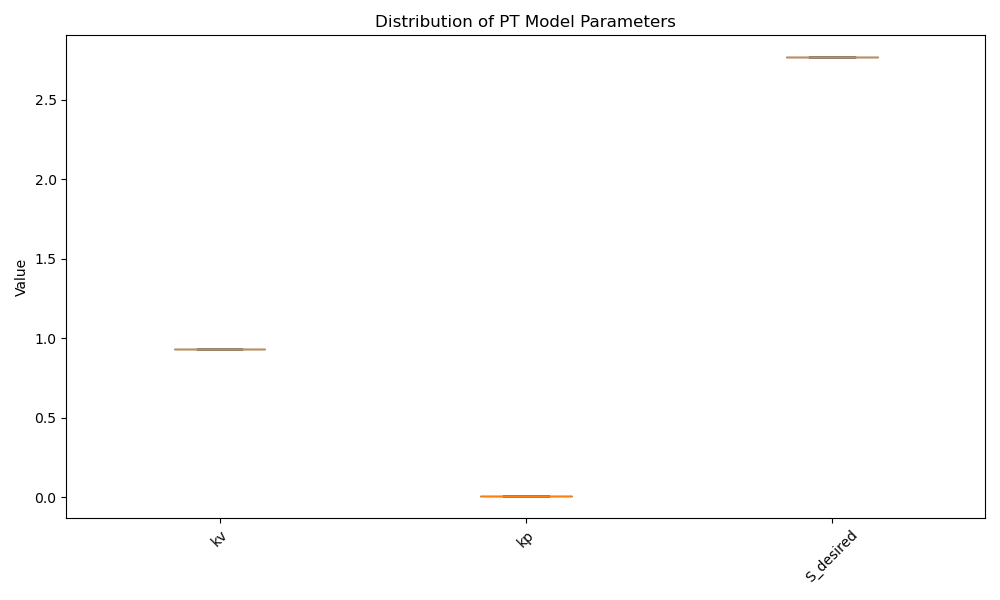 Distribution of PT Model Parameters
Value
2.5
2.0
1.5
1.0
0.5
0.0
kv
kp
S_desired